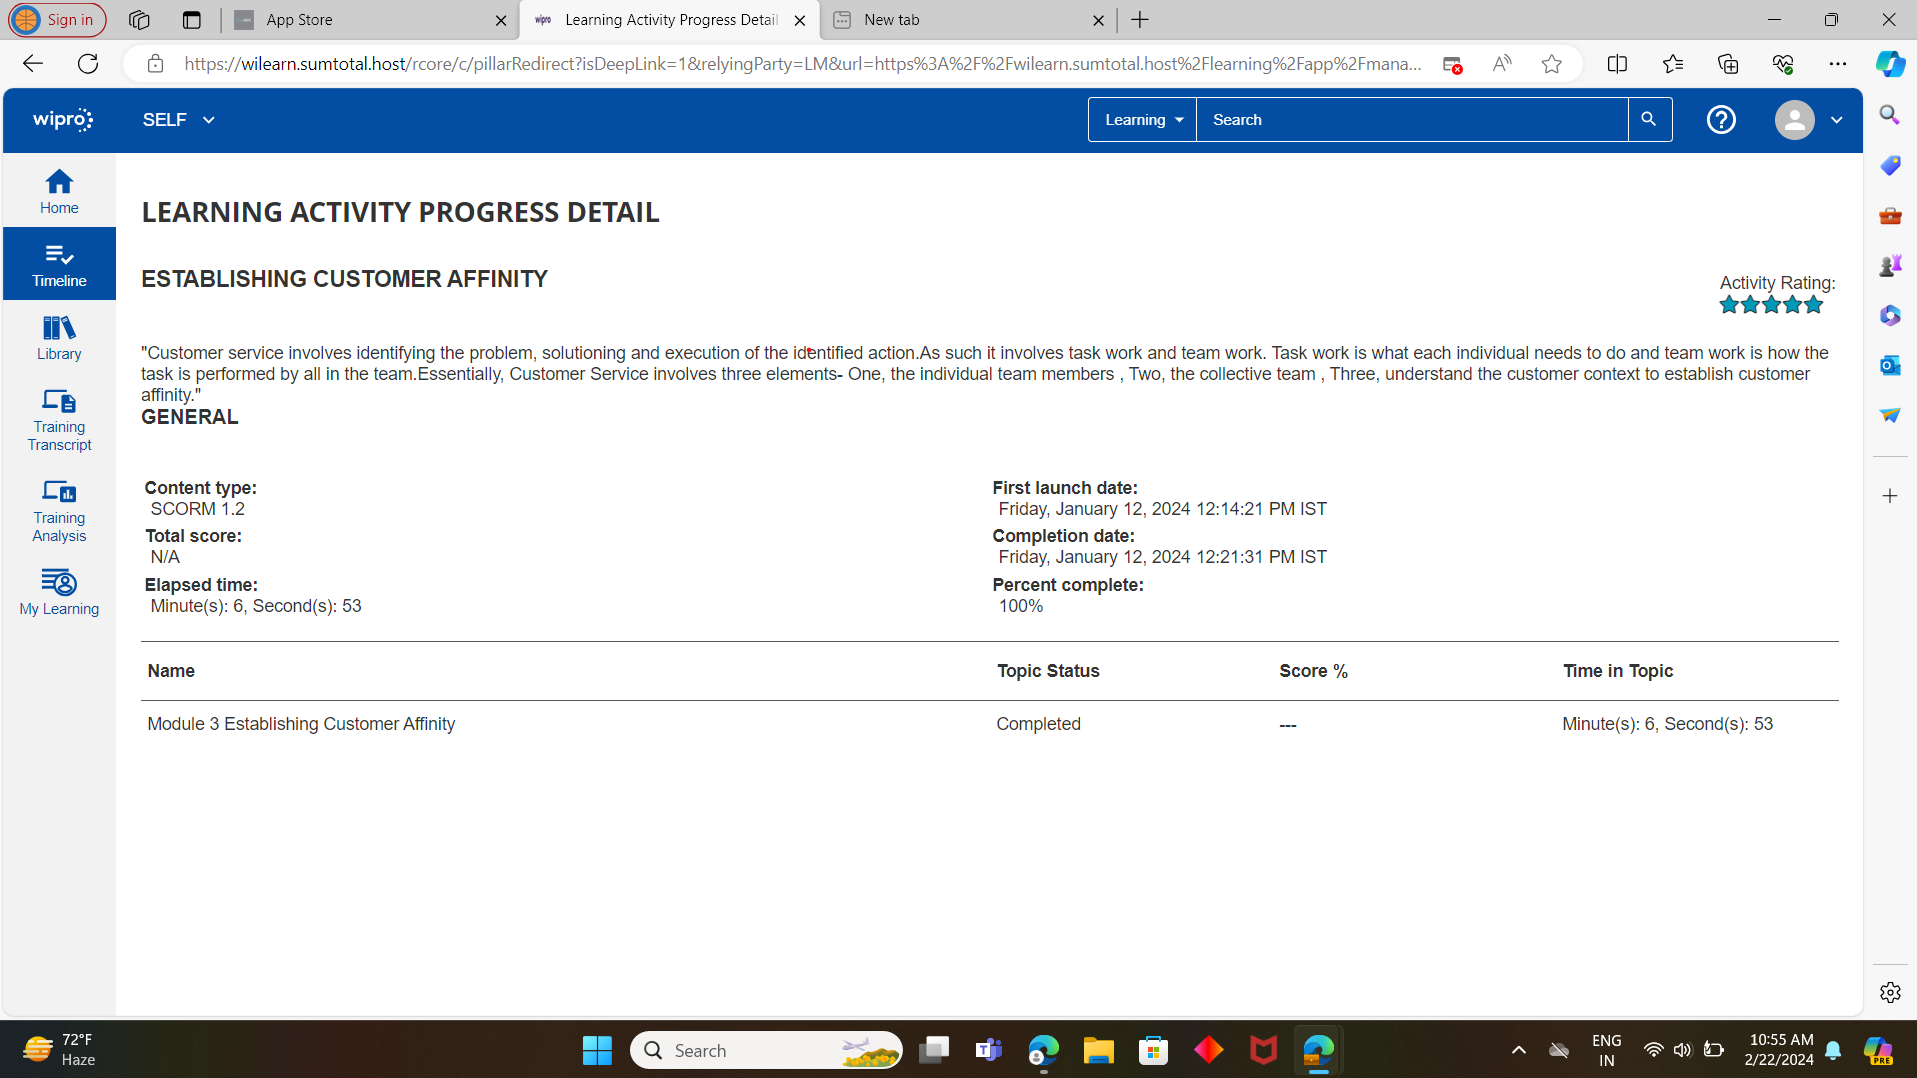 Sign in
App Store
wipro
Learning Activity Progress Detail
New tab
https://wilearn.sumtotal.host/rcore/c/pillarRedirect?isDeepLink=1&relyingParty=LM&url=https%3A%2F%2Fwilearn.sumtotal.host%2Flearning%2Fapp%2Fmana...
wipro
SELF
Learning
Search
Home
Timeline
Library
Training
Transcript
Training
Analysis
My Learning
LEARNING ACTIVITY PROGRESS DETAIL
ESTABLISHING CUSTOMER AFFINITY
Activity Rating:
"Customer service involves identifying the problem, solutioning and execution of the identified action.As such it involves task work and team work. Task work is what each individual needs to do and team work is how the
task is performed by all in the team.Essentially, Customer Service involves three elements- One, the individual team members , Two, the collective team , Three, understand the customer context to establish customer
affinity."
GENERAL
Content type:
SCORM 1.2
First launch date:
Friday, January 12, 2024 12:14:21 PM IST
Total score:
N/A
Completion date:
Friday, January 12, 2024 12:21:31 PM IST
Elapsed time:
Minute(s): 6, Second(s): 53
Percent complete:
100%
Name Topic Status Score % Time in Topic
Module 3 Establishing Customer Affinity Completed --- Minute(s): 6, Second(s): 53
72°F
Haze
Search
ENG
IN
10:55 AM
2/22/2024
PRE